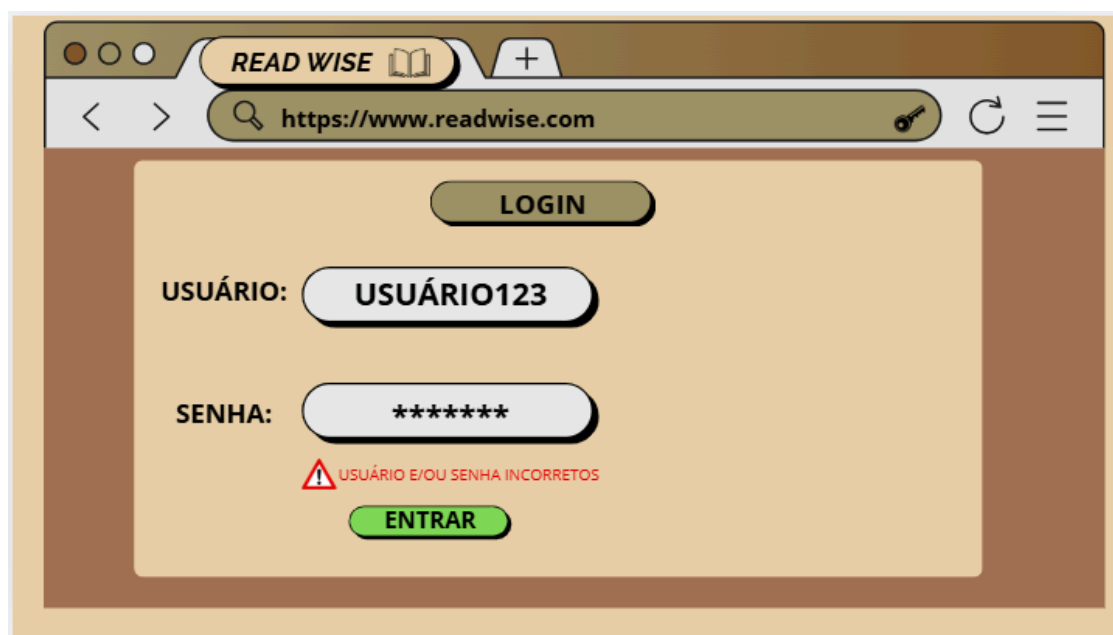 READ WISE
+
https://www.readwise.com
LOGIN
USUÁRIO: USUÁRIO123
SENHA: *******
! USUÁRIO E/OU SENHA INCORRETOS
ENTRAR